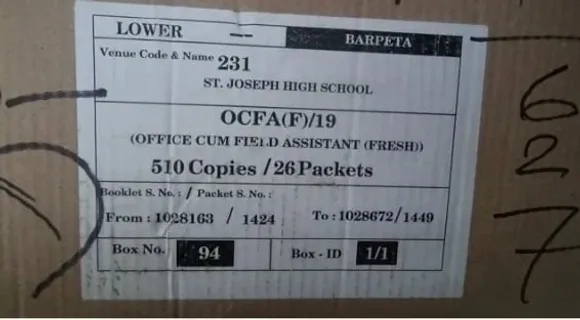 LOWER — BARPETA
Venue Code & Name 231
ST. JOSEPH HIGH SCHOOL
OCFA(F)/19
(OFFICE CUM FIELD ASSISTANT (FRESH))
510 Copies / 26 Packets
Booklet S. No. : / Packet S. No. :
From : 1028163 / 1424 To : 1028672/1449
Box No. 94 Box - ID 1/1
6
2
7